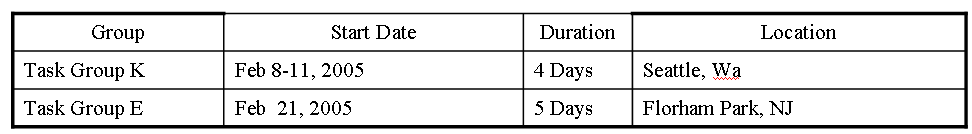 Group Start Date Duration Location
Task Group K Feb 8-11, 2005 4 Days Seattle, Wa
Task Group E Feb  21, 2005 5 Days Florham Park, NJ